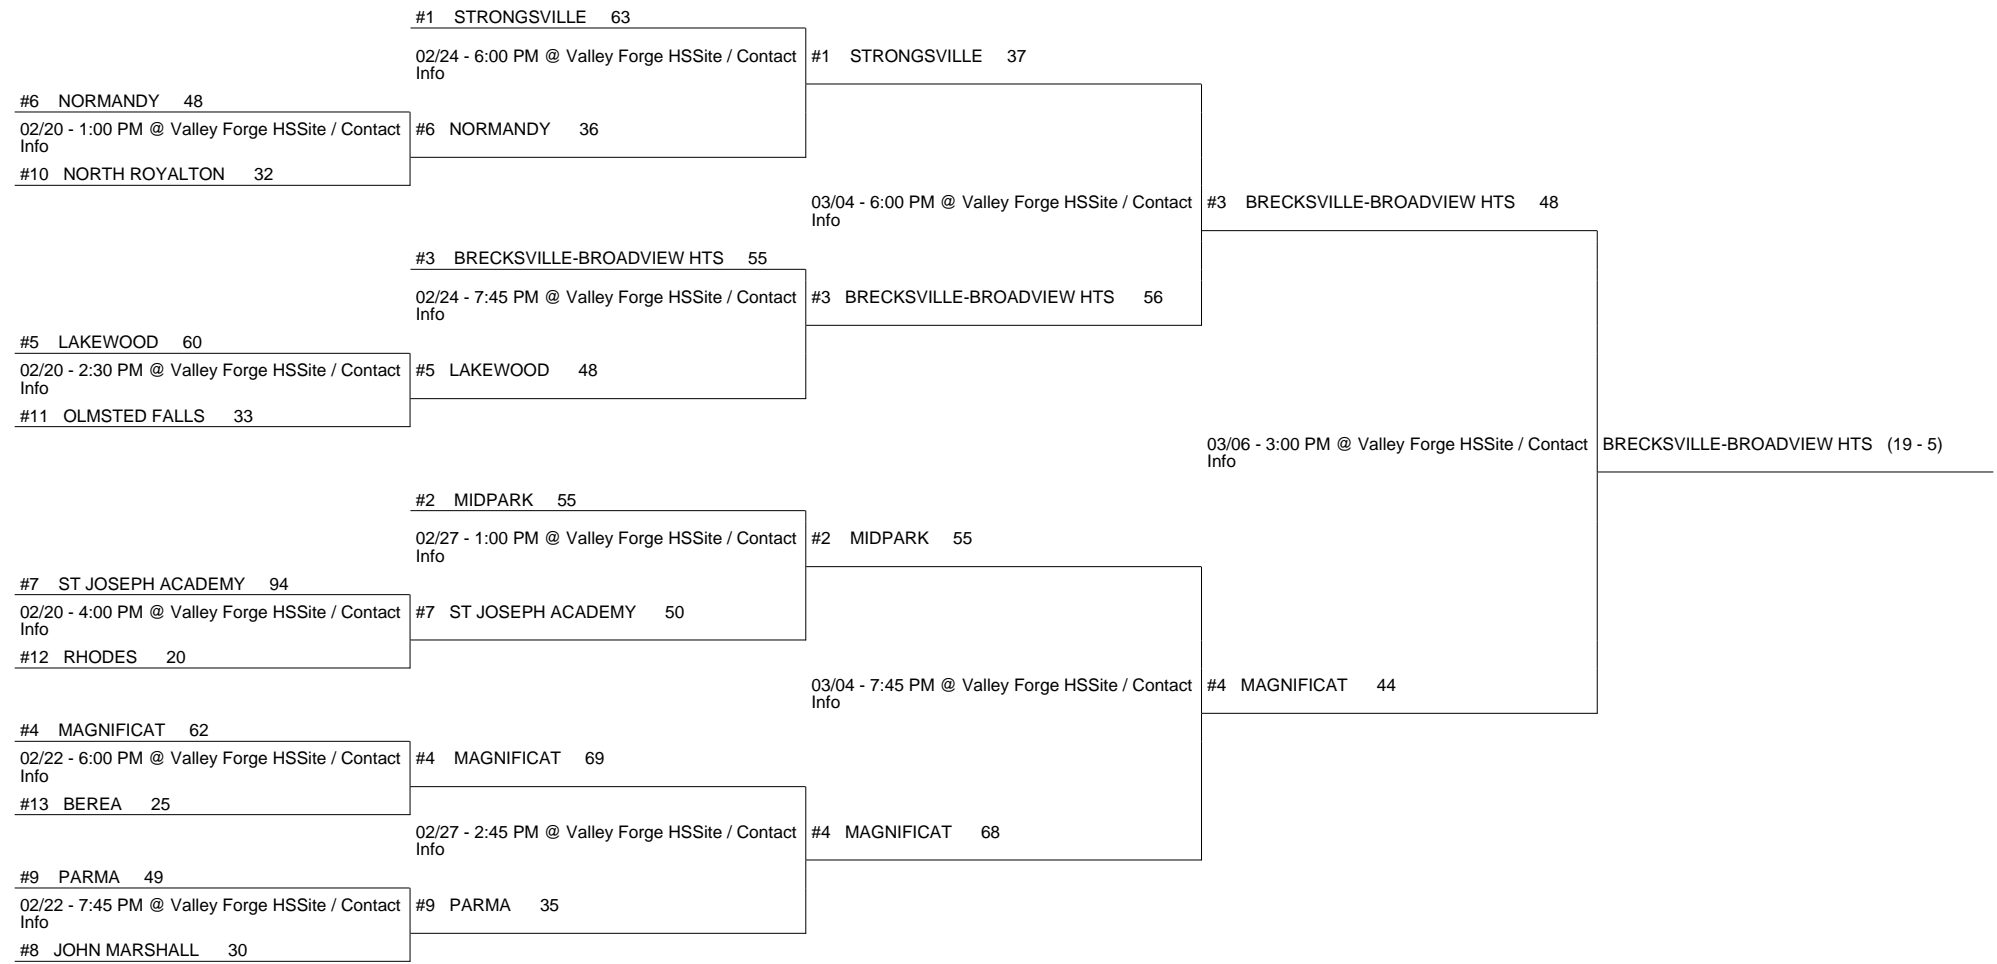 #1 STRONGSVILLE 63
02/24 - 6:00 PM @ Valley Forge HSSite / Contact
Info
#1 STRONGSVILLE 37
#6 NORMANDY 48
02/20 - 1:00 PM @ Valley Forge HSSite / Contact
Info
#6 NORMANDY 36
#10 NORTH ROYALTON 32
03/04 - 6:00 PM @ Valley Forge HSSite / Contact
Info
#3 BRECKSVILLE-BROADVIEW HTS 48
#3 BRECKSVILLE-BROADVIEW HTS 55
02/24 - 7:45 PM @ Valley Forge HSSite / Contact
Info
#3 BRECKSVILLE-BROADVIEW HTS 56
#5 LAKEWOOD 60
02/20 - 2:30 PM @ Valley Forge HSSite / Contact
Info
#5 LAKEWOOD 48
#11 OLMSTED FALLS 33
03/06 - 3:00 PM @ Valley Forge HSSite / Contact
Info
BRECKSVILLE-BROADVIEW HTS (19 - 5)
#2 MIDPARK 55
02/27 - 1:00 PM @ Valley Forge HSSite / Contact
Info
#2 MIDPARK 55
#7 ST JOSEPH ACADEMY 94
02/20 - 4:00 PM @ Valley Forge HSSite / Contact
Info
#7 ST JOSEPH ACADEMY 50
#12 RHODES 20
03/04 - 7:45 PM @ Valley Forge HSSite / Contact
Info
#4 MAGNIFICAT 44
#4 MAGNIFICAT 62
02/22 - 6:00 PM @ Valley Forge HSSite / Contact
Info
#4 MAGNIFICAT 69
#13 BEREA 25
02/27 - 2:45 PM @ Valley Forge HSSite / Contact
Info
#4 MAGNIFICAT 68
#9 PARMA 49
02/22 - 7:45 PM @ Valley Forge HSSite / Contact
Info
#9 PARMA 35
#8 JOHN MARSHALL 30